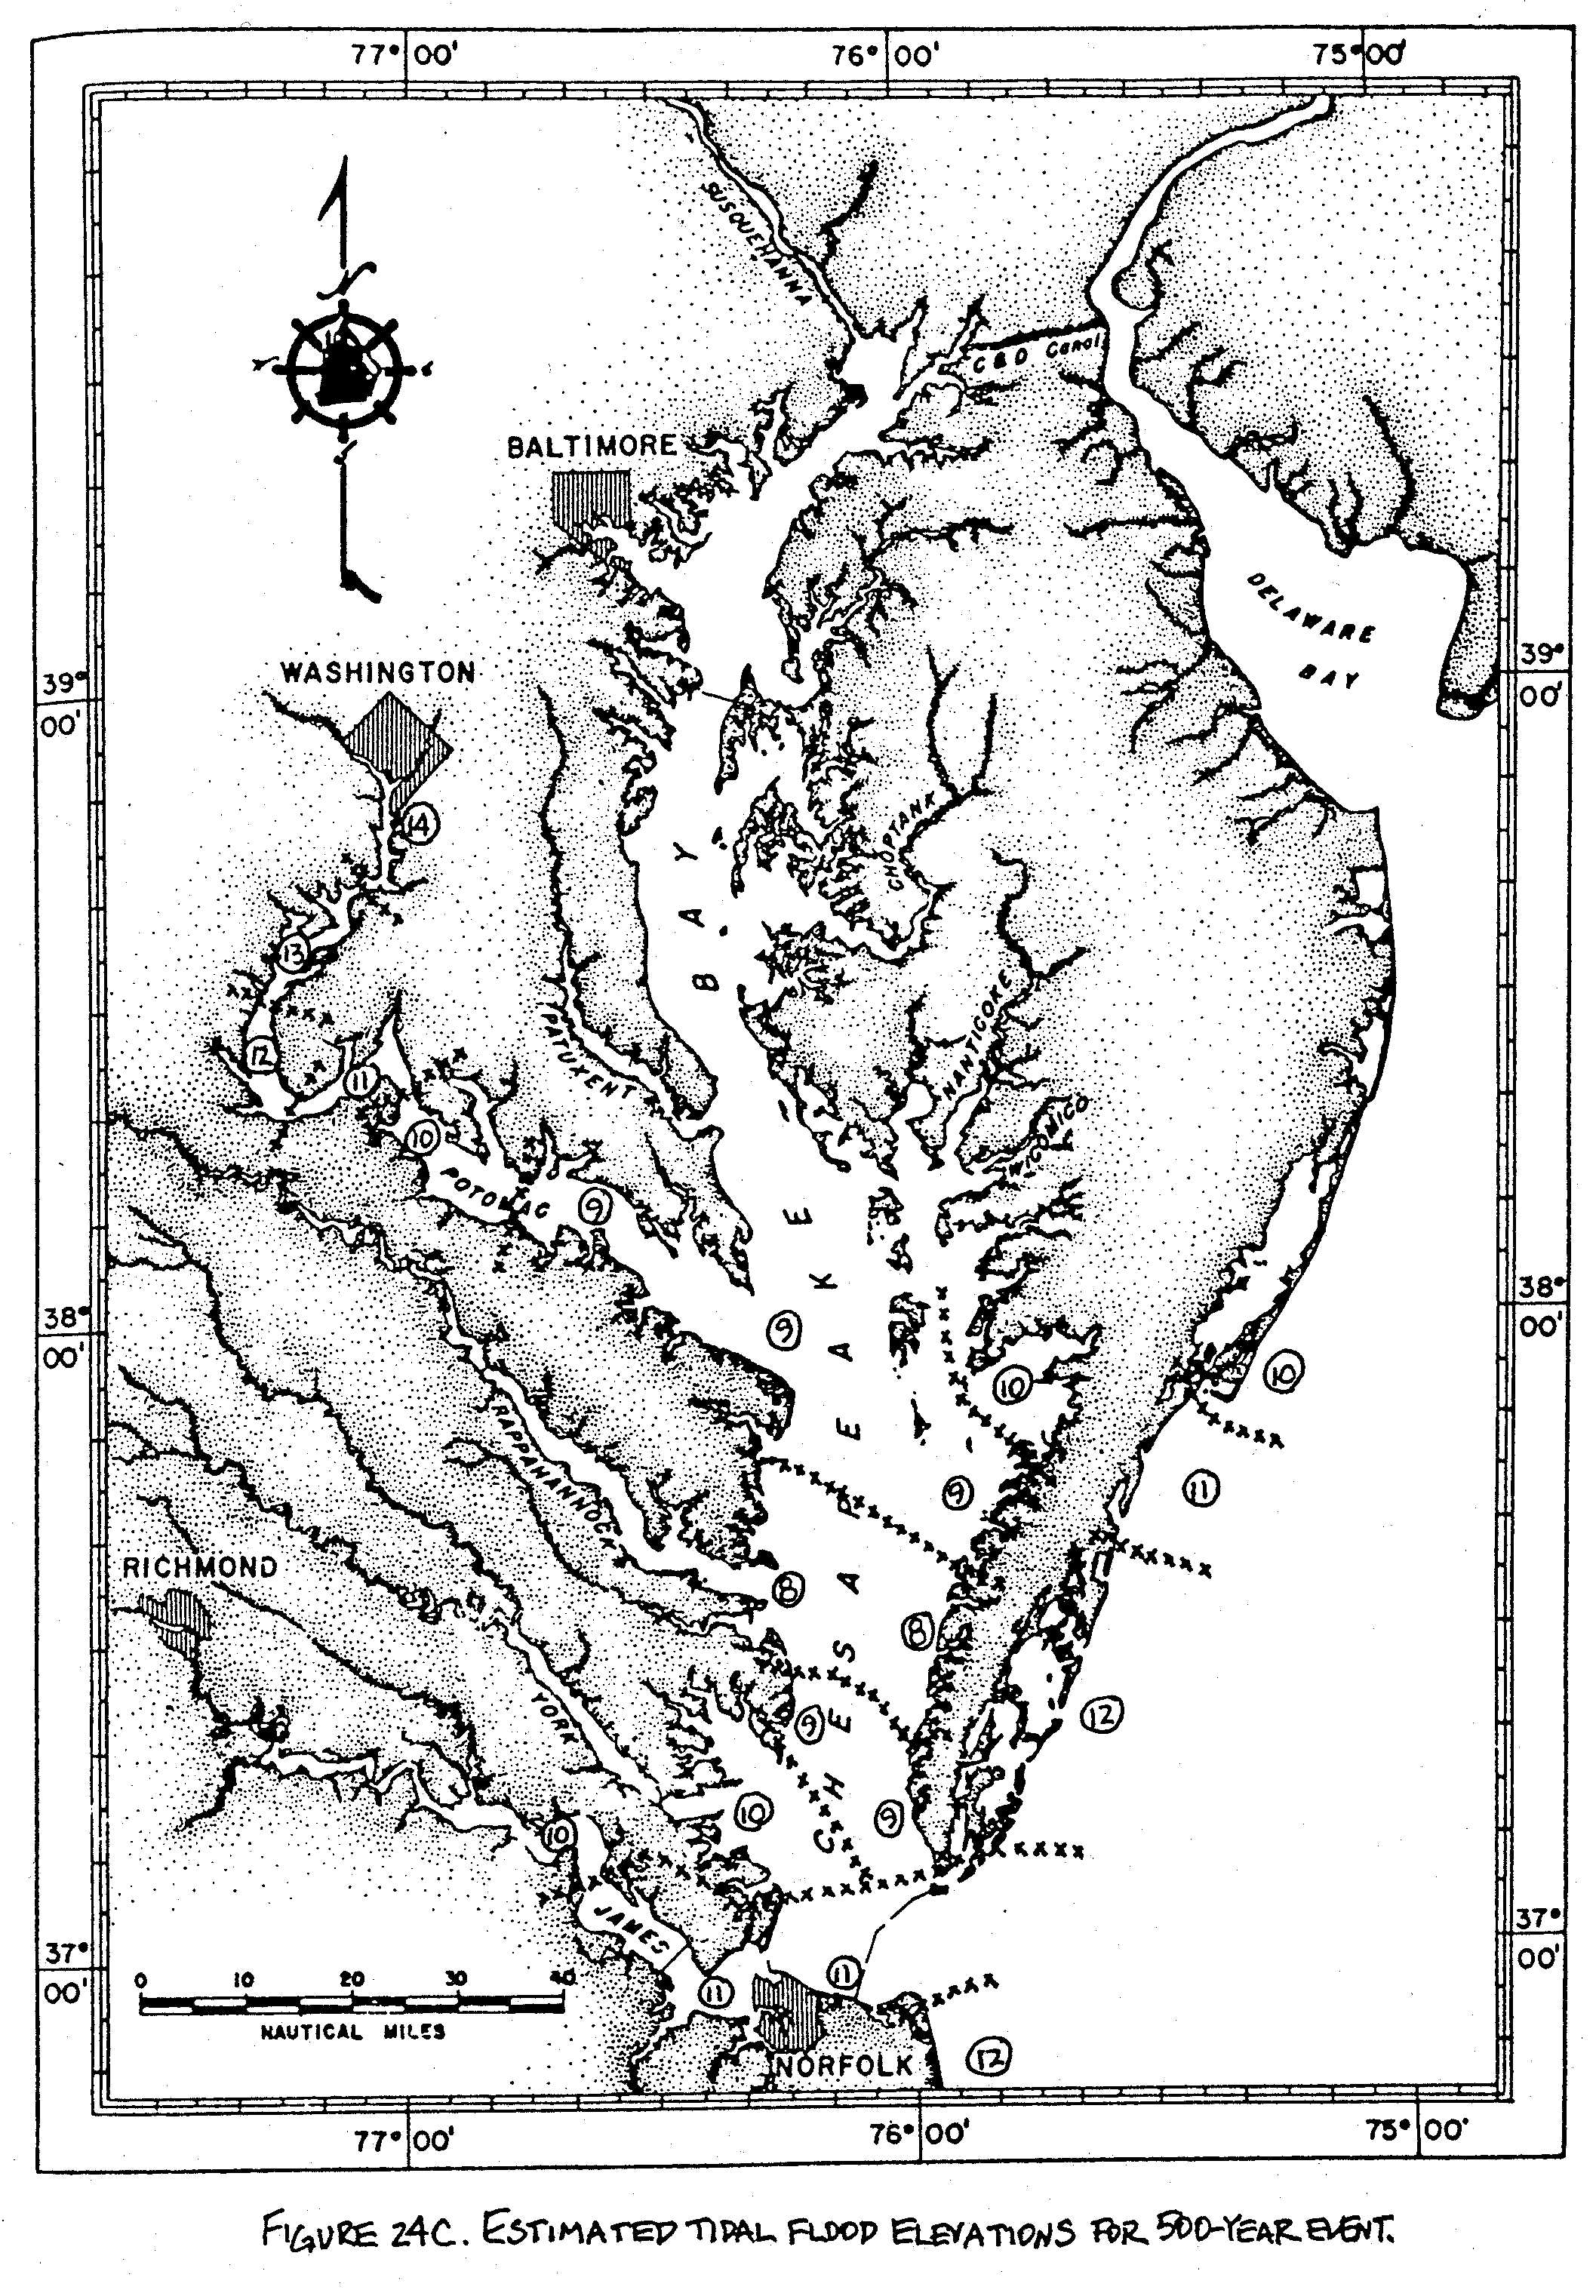 77°00' 76°00' 75°00'
SUSQUEHANNA
C & D Canal
BALTIMORE
DELAWARE
BAY
WASHINGTON
39° 39°
00' 00'
14
CHOPTANK
13
NANTICOKE
PATUXENT R.
12
11
10
WICOMICO
POTOMAC
9
CHESAPEAKE BAY
38° 38°
00' 00'
9
10
10
RAPPAHANNOCK
9
11
RICHMOND
8
8
YORK
9
12
10
9
10
JAMES
37° 37°
00' 00'
0 10 20 30 40
NAUTICAL MILES
11
11
NORFOLK
12
77°00' 76°00' 75°00'
FIGURE 24C. ESTIMATED TIDAL FLOOD ELEVATIONS FOR 500-YEAR EVENT.